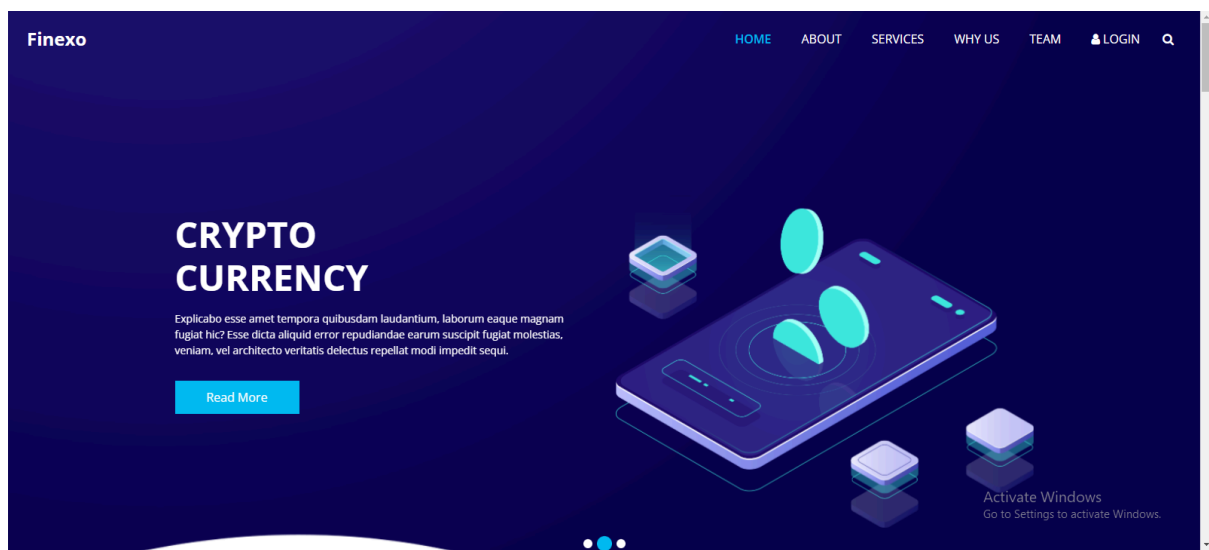 Finexo
HOME ABOUT SERVICES WHY US TEAM LOGIN
CRYPTO
CURRENCY
Explicabo esse amet tempora quibusdam laudantium, laborum eaque magnam
fugiat hic? Esse dicta aliquid error repudiandae earum suscipit fugiat molestias,
veniam, vel architecto veritatis delectus repellat modi impedit sequi.
Read More
Activate Windows
Go to Settings to activate Windows.